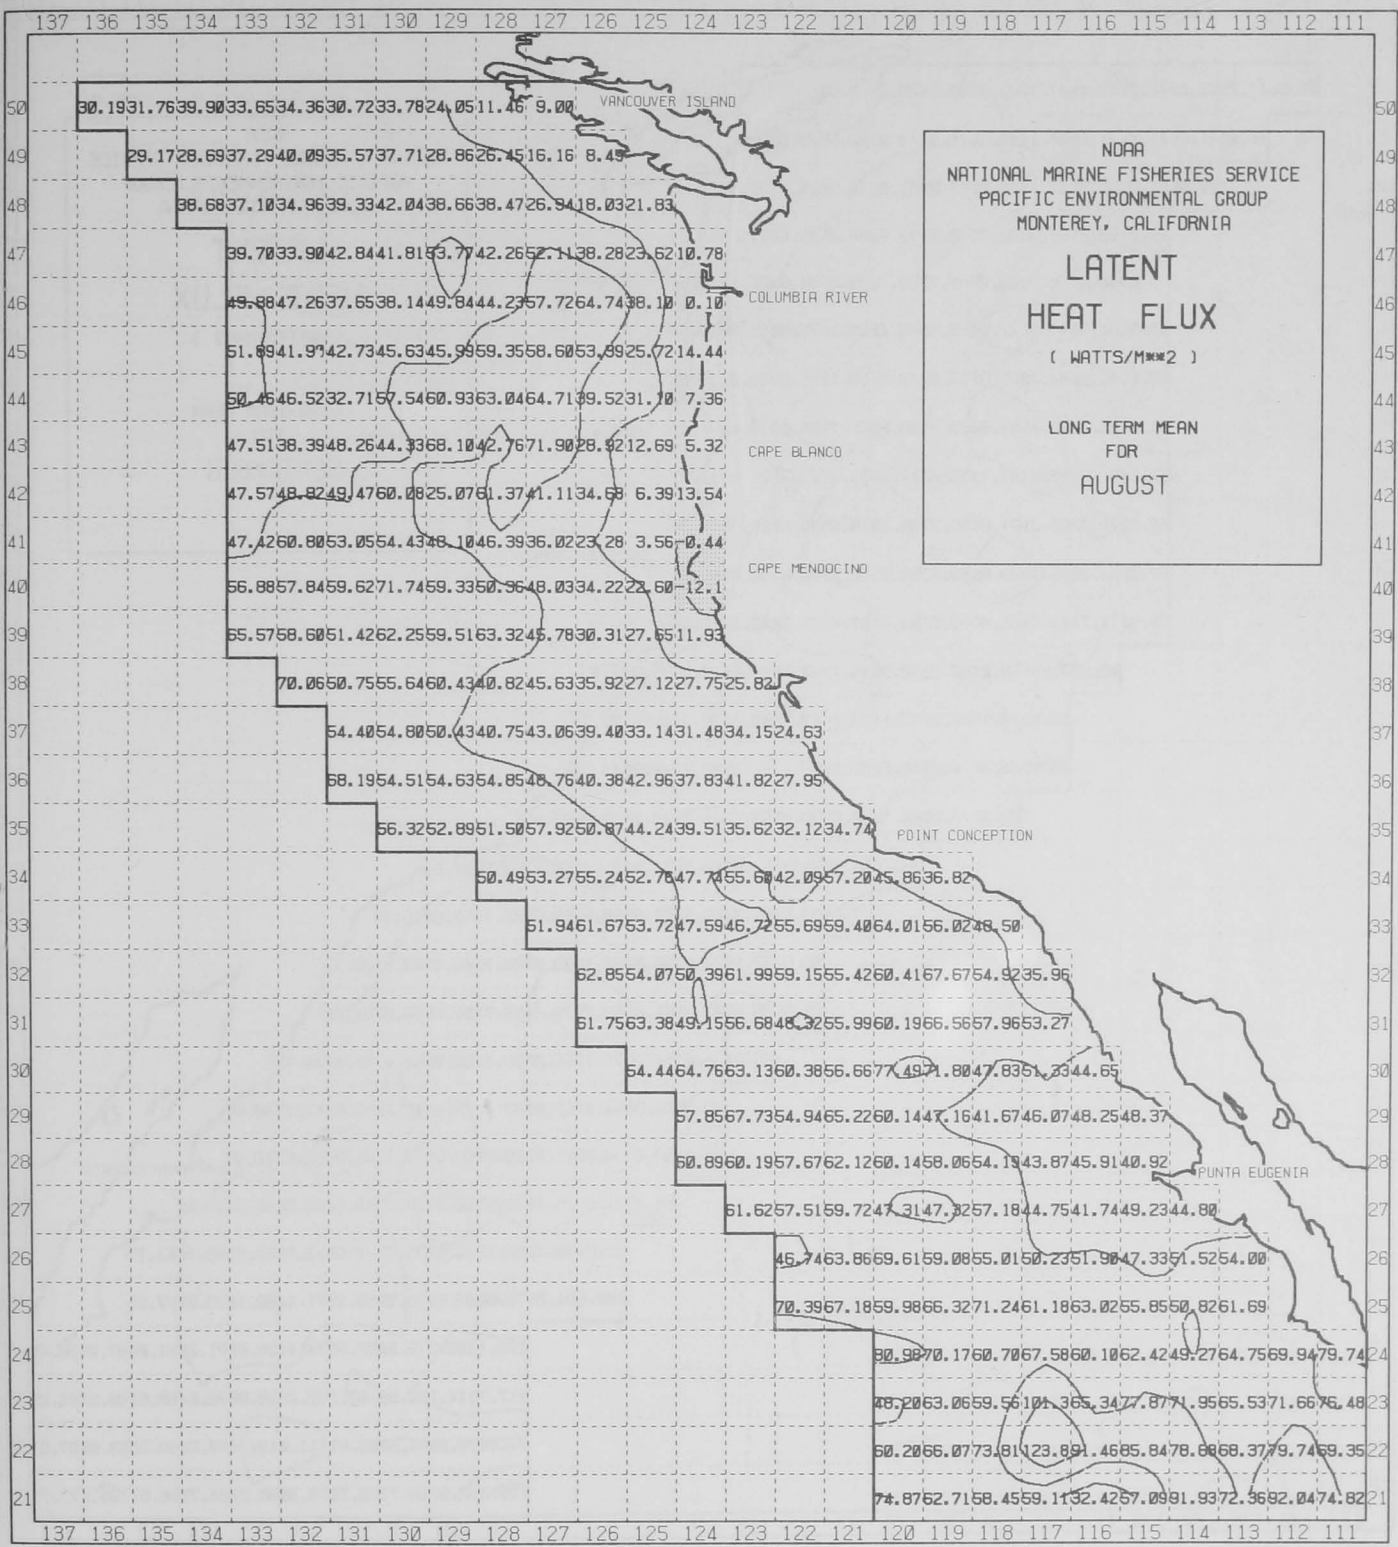 137 136 135 134 133 132 131 130 129 128 127 126 125 124 123 122 121 120 119 118 117 116 115 114 113 112 111
50 30.19 31.76 39.90 33.65 34.36 30.72 33.78 24.05 11.46 9.00 VANCOUVER ISLAND 50
49 29.17 28.69 37.29 40.09 35.57 37.71 28.86 26.45 16.16 8.49 49
48 38.68 37.10 34.96 39.33 42.04 38.66 38.47 26.94 18.03 21.83 48
47 39.70 33.90 42.84 41.81 53.77 42.26 52.11 38.28 23.62 10.78 47
46 49.88 47.26 37.65 38.14 49.84 44.23 57.72 64.74 38.10 0.10 COLUMBIA RIVER 46
45 51.89 42.73 45.63 45.99 59.35 58.60 53.99 25.72 14.44 45
44 50.46 46.52 32.71 57.54 60.93 63.04 64.71 39.52 31.10 7.36 44
43 47.51 38.39 48.26 44.33 68.10 42.76 71.90 28.92 12.69 5.32 CAPE BLANCO 43
42 47.57 48.82 49.47 60.08 25.07 61.37 41.11 34.68 6.39 13.54 42
41 47.42 60.80 53.05 54.43 48.10 46.39 36.02 23.28 3.56 -0.44 41
40 56.88 57.84 59.62 71.74 59.33 50.36 48.03 34.22 22.60 -12.1 CAPE MENDOCINO 40
39 65.57 58.60 51.42 62.25 59.51 63.32 45.78 30.31 27.65 11.93 39
38 70.06 50.75 55.64 60.43 40.82 45.63 35.92 27.12 27.75 25.82 38
37 54.40 54.80 50.43 40.75 43.06 39.40 33.14 31.48 34.15 24.63 37
36 68.19 54.51 54.63 54.85 48.76 40.38 42.96 37.83 41.82 27.95 36
35 56.32 52.89 51.50 57.92 50.87 44.24 39.51 35.62 32.12 34.74 POINT CONCEPTION 35
34 50.49 53.27 55.24 52.76 47.74 55.60 42.09 57.20 45.86 36.82 34
33 51.94 61.67 53.72 47.59 46.72 55.69 59.40 64.01 56.02 48.50 33
32 62.85 54.07 50.39 61.99 59.15 55.42 60.41 67.67 54.92 35.96 32
31 61.75 63.38 49.15 56.68 48.32 55.99 60.19 66.56 57.96 53.27 31
30 54.44 64.76 63.13 60.38 56.66 77.49 71.80 47.83 51.33 44.65 30
29 57.85 67.73 54.94 65.22 60.14 47.16 41.67 46.07 48.25 48.37 29
28 60.89 60.19 57.67 62.12 60.14 58.06 54.19 43.87 45.91 40.92 PUNTA EUGENIA 28
27 61.62 57.51 59.72 47.31 47.32 57.18 44.75 41.74 49.23 44.80 27
26 46.74 63.86 69.61 59.08 55.01 50.23 51.90 47.33 51.52 54.00 26
25 70.39 67.18 59.98 66.32 71.24 61.18 63.02 55.85 50.82 61.69 25
24 80.98 70.17 60.70 67.58 60.10 62.42 49.27 64.75 69.94 79.74 24
23 48.20 63.06 59.56 101.3 65.34 77.87 71.95 65.53 71.66 76.48 23
22 60.20 66.07 73.81 123.8 91.46 85.84 78.88 68.37 79.74 69.35 22
21 74.87 62.71 58.45 59.11 32.42 57.09 91.93 72.36 92.04 74.82 21
137 136 135 134 133 132 131 130 129 128 127 126 125 124 123 122 121 120 119 118 117 116 115 114 113 112 111
NOAA
NATIONAL MARINE FISHERIES SERVICE
PACIFIC ENVIRONMENTAL GROUP
MONTEREY, CALIFORNIA
LATENT
HEAT FLUX
( WATTS/M**2 )
LONG TERM MEAN
FOR
AUGUST